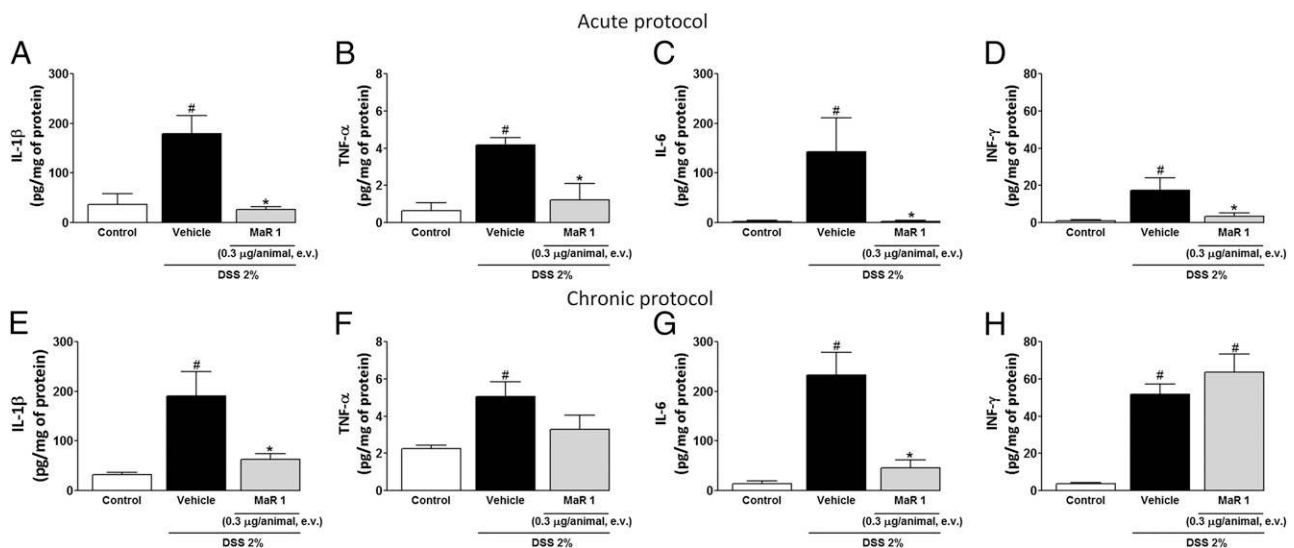 Acute protocol
A
IL-1β
(pg/mg of protein)
300
200
100
0
#
*
Control
Vehicle
MaR 1
(0.3 μg/animal, e.v.)
DSS 2%
B
TNF-α
(pg/mg of protein)
8
6
4
2
0
#
*
Control
Vehicle
MaR 1
(0.3 μg/animal, e.v.)
DSS 2%
C
IL-6
(pg/mg of protein)
300
200
100
0
#
*
Control
Vehicle
MaR 1
(0.3 μg/animal, e.v.)
DSS 2%
D
INF-γ
(pg/mg of protein)
80
60
40
20
0
#
*
Control
Vehicle
MaR 1
(0.3 μg/animal, e.v.)
DSS 2%
Chronic protocol
E
IL-1β
(pg/mg of protein)
300
200
100
0
#
*
Control
Vehicle
MaR 1
(0.3 μg/animal, e.v.)
DSS 2%
F
TNF-α
(pg/mg of protein)
8
6
4
2
0
#
Control
Vehicle
MaR 1
(0.3 μg/animal, e.v.)
DSS 2%
G
IL-6
(pg/mg of protein)
300
200
100
0
#
*
Control
Vehicle
MaR 1
(0.3 μg/animal, e.v.)
DSS 2%
H
INF-γ
(pg/mg of protein)
80
60
40
20
0
#
#
Control
Vehicle
MaR 1
(0.3 μg/animal, e.v.)
DSS 2%